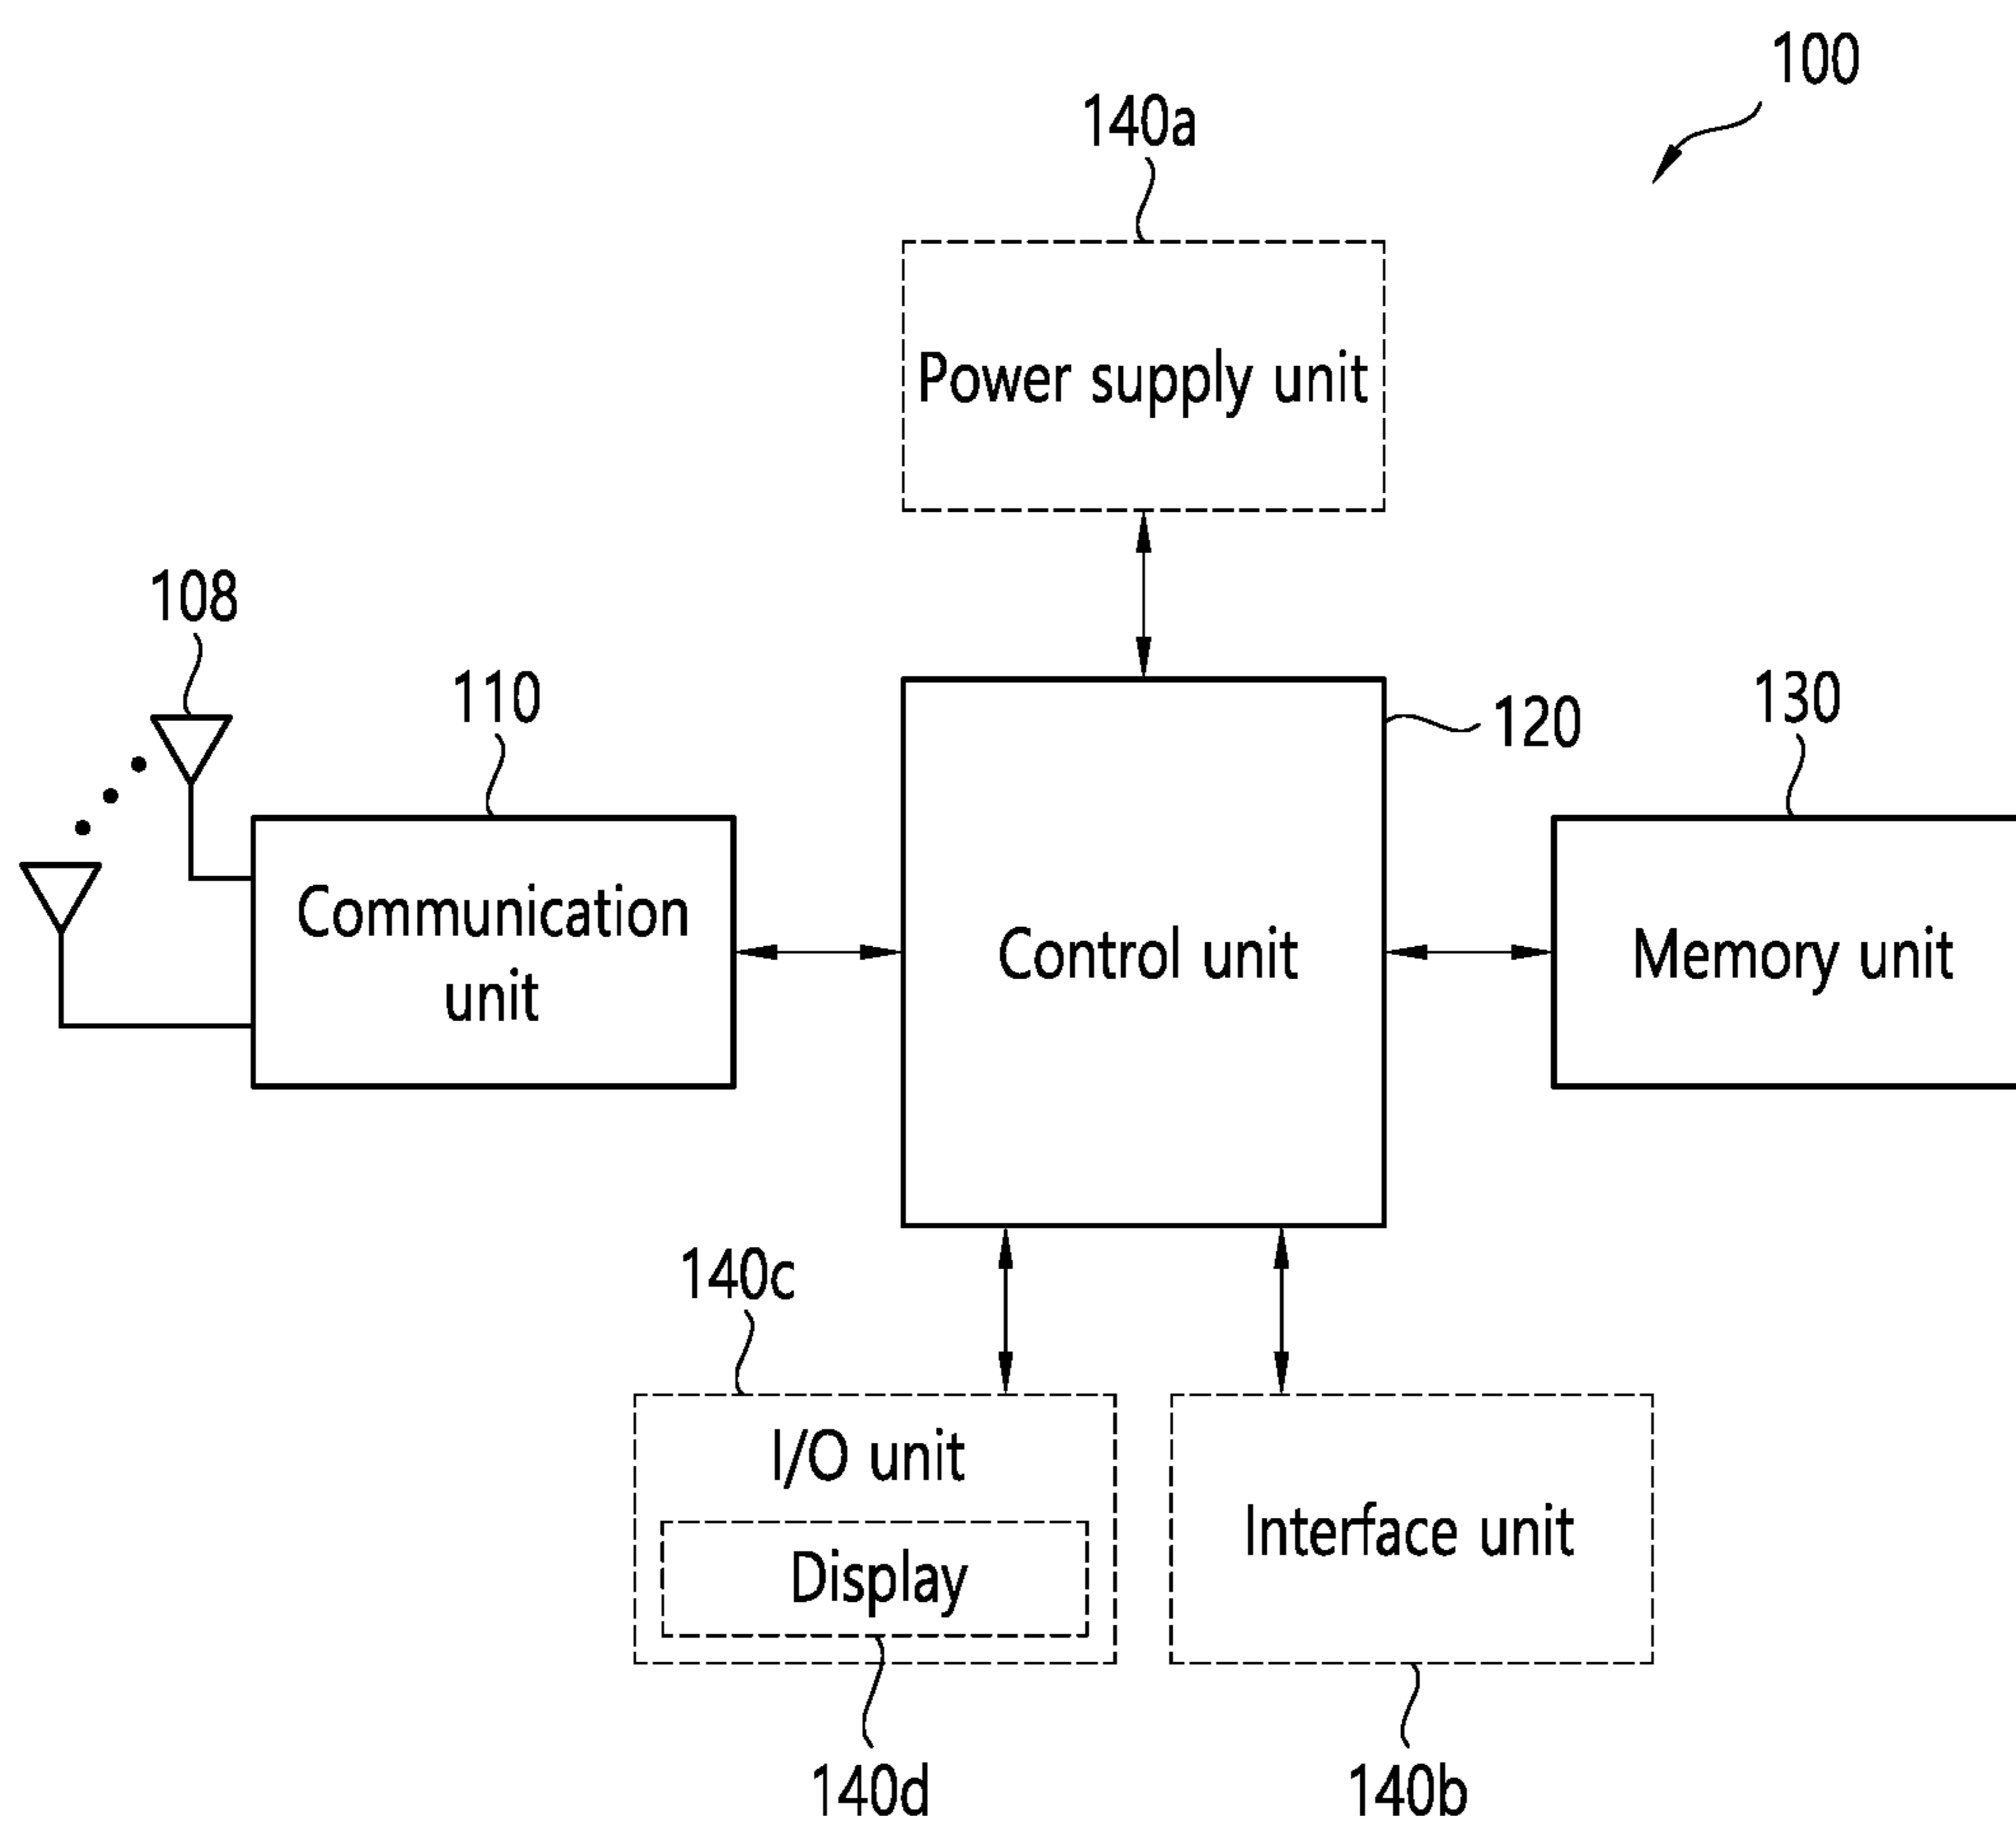 100
140a
Power supply unit
108
110
120
130
Communication
unit
Control unit
Memory unit
140c
I/O unit
Display
Interface unit
140d
140b